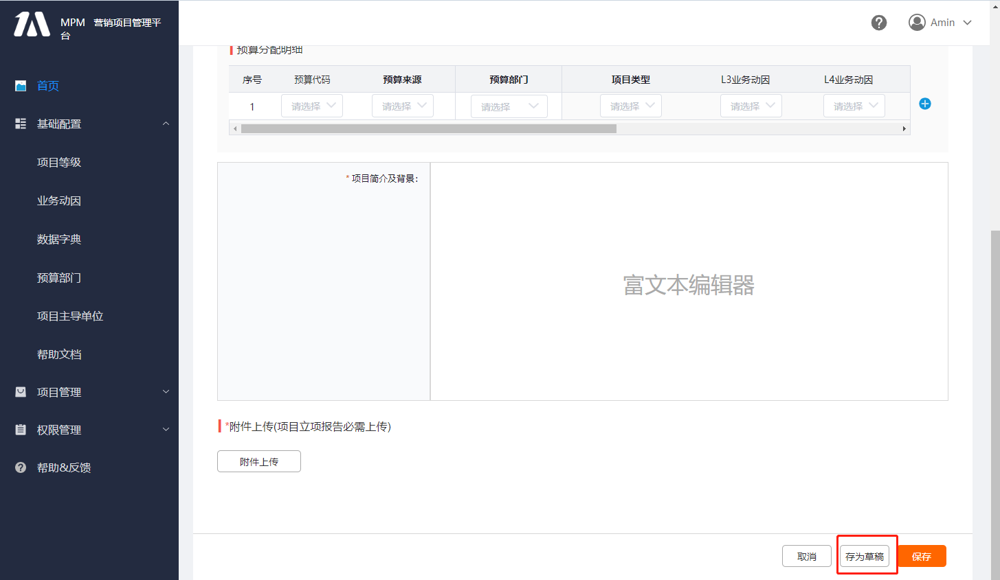 MPM 营销项目管理平
台
Amin
首页
基础配置
项目等级
业务动因
数据字典
预算部门
项目主导单位
帮助文档
项目管理
权限管理
帮助&反馈
预算分配明细
序号 预算代码 预算来源 预算部门 项目类型 L3业务动因 L4业务动因
1 请选择 请选择 请选择 请选择 请选择 请选择
*项目简介及背景:
富文本编辑器
*附件上传(项目立项报告必需上传)
附件上传
取消 存为草稿 保存